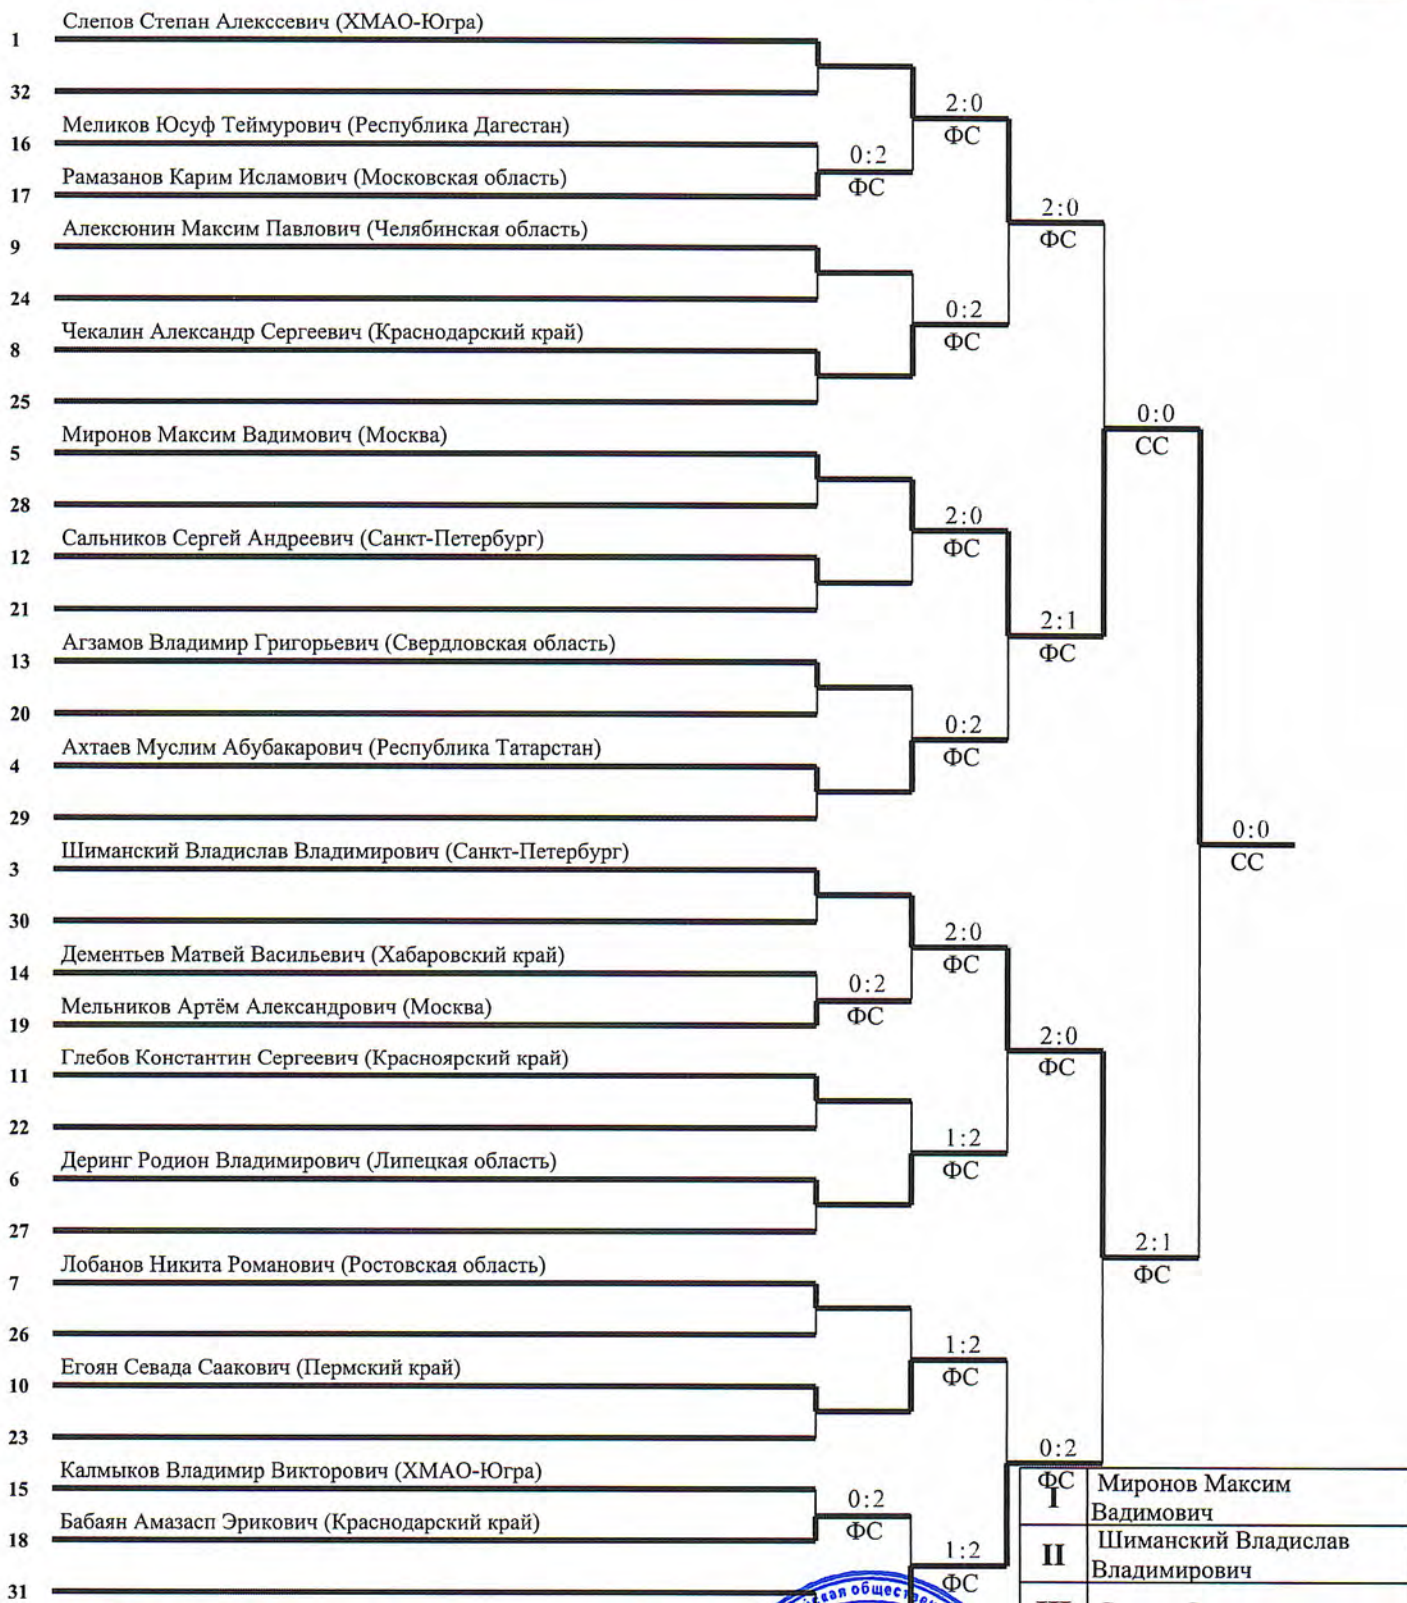 Слепов Степан Алекссевич (ХМАО-Югра)
1
32
2:0
ФС
Меликов Юсуф Теймурович (Республика Дагестан)
16
0:2
ФС
Рамазанов Карим Исламович (Московская область)
17
2:0
ФС
Алексюнин Максим Павлович (Челябинская область)
9
24
0:2
ФС
Чекалин Александр Сергеевич (Краснодарский край)
8
25
0:0
СС
Миронов Максим Вадимович (Москва)
5
28
2:0
ФС
Сальников Сергей Андреевич (Санкт-Петербург)
12
21
2:1
ФС
Агзамов Владимир Григорьевич (Свердловская область)
13
20
0:2
ФС
Ахтаев Муслим Абубакарович (Республика Татарстан)
4
29
0:0
СС
Шиманский Владислав Владимирович (Санкт-Петербург)
3
30
2:0
ФС
Дементьев Матвей Васильевич (Хабаровский край)
14
0:2
ФС
Мельников Артём Александрович (Москва)
19
2:0
ФС
Глебов Константин Сергеевич (Красноярский край)
11
22
1:2
ФС
Деринг Родион Владимирович (Липецкая область)
6
27
2:1
ФС
Лобанов Никита Романович (Ростовская область)
7
26
1:2
ФС
Егоян Севада Саакович (Пермский край)
10
23
0:2
ФС
Калмыков Владимир Викторович (ХМАО-Югра)
15
0:2
ФС
Бабаян Амазасп Эрикович (Краснодарский край)
18
1:2
ФС
31
I Миронов Максим
Вадимович
II Шиманский Владислав
Владимирович